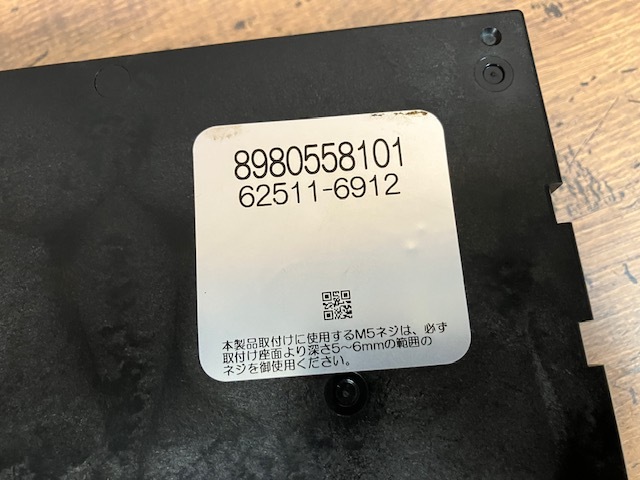 8980558101
62511-6912
本製品取付けに使用するM5ネジは、必ず
取付け座面より深さ5～6mmの範囲の
ネジを御使用ください。